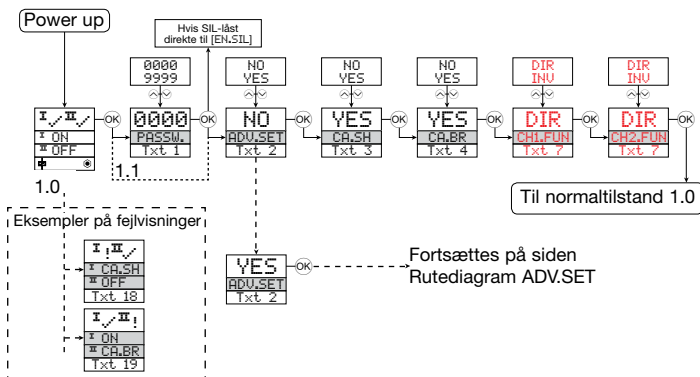 Power up
Hvis SIL-låst
direkte til [EN.SIL]
0000
9999
NO
YES
NO
YES
NO
YES
DIR
INV
DIR
INV
I✓II✓
I ON
II OFF
OK
0000
PASSW.
Txt 1
OK
NO
ADV.SET
Txt 2
OK
YES
CA.SH
Txt 3
OK
YES
CA.BR
Txt 4
OK
DIR
CH1.FUN
Txt 7
OK
DIR
CH2.FUN
Txt 7
OK
1.0
1.1
Til normaltilstand 1.0
Eksempler på fejlvisninger
I!II✓
I CA.SH
II OFF
Txt 18
I✓II!
I ON
II CA.BR
Txt 19
YES
ADV.SET
Txt 2
OK
Fortsættes på siden
Rutediagram ADV.SET